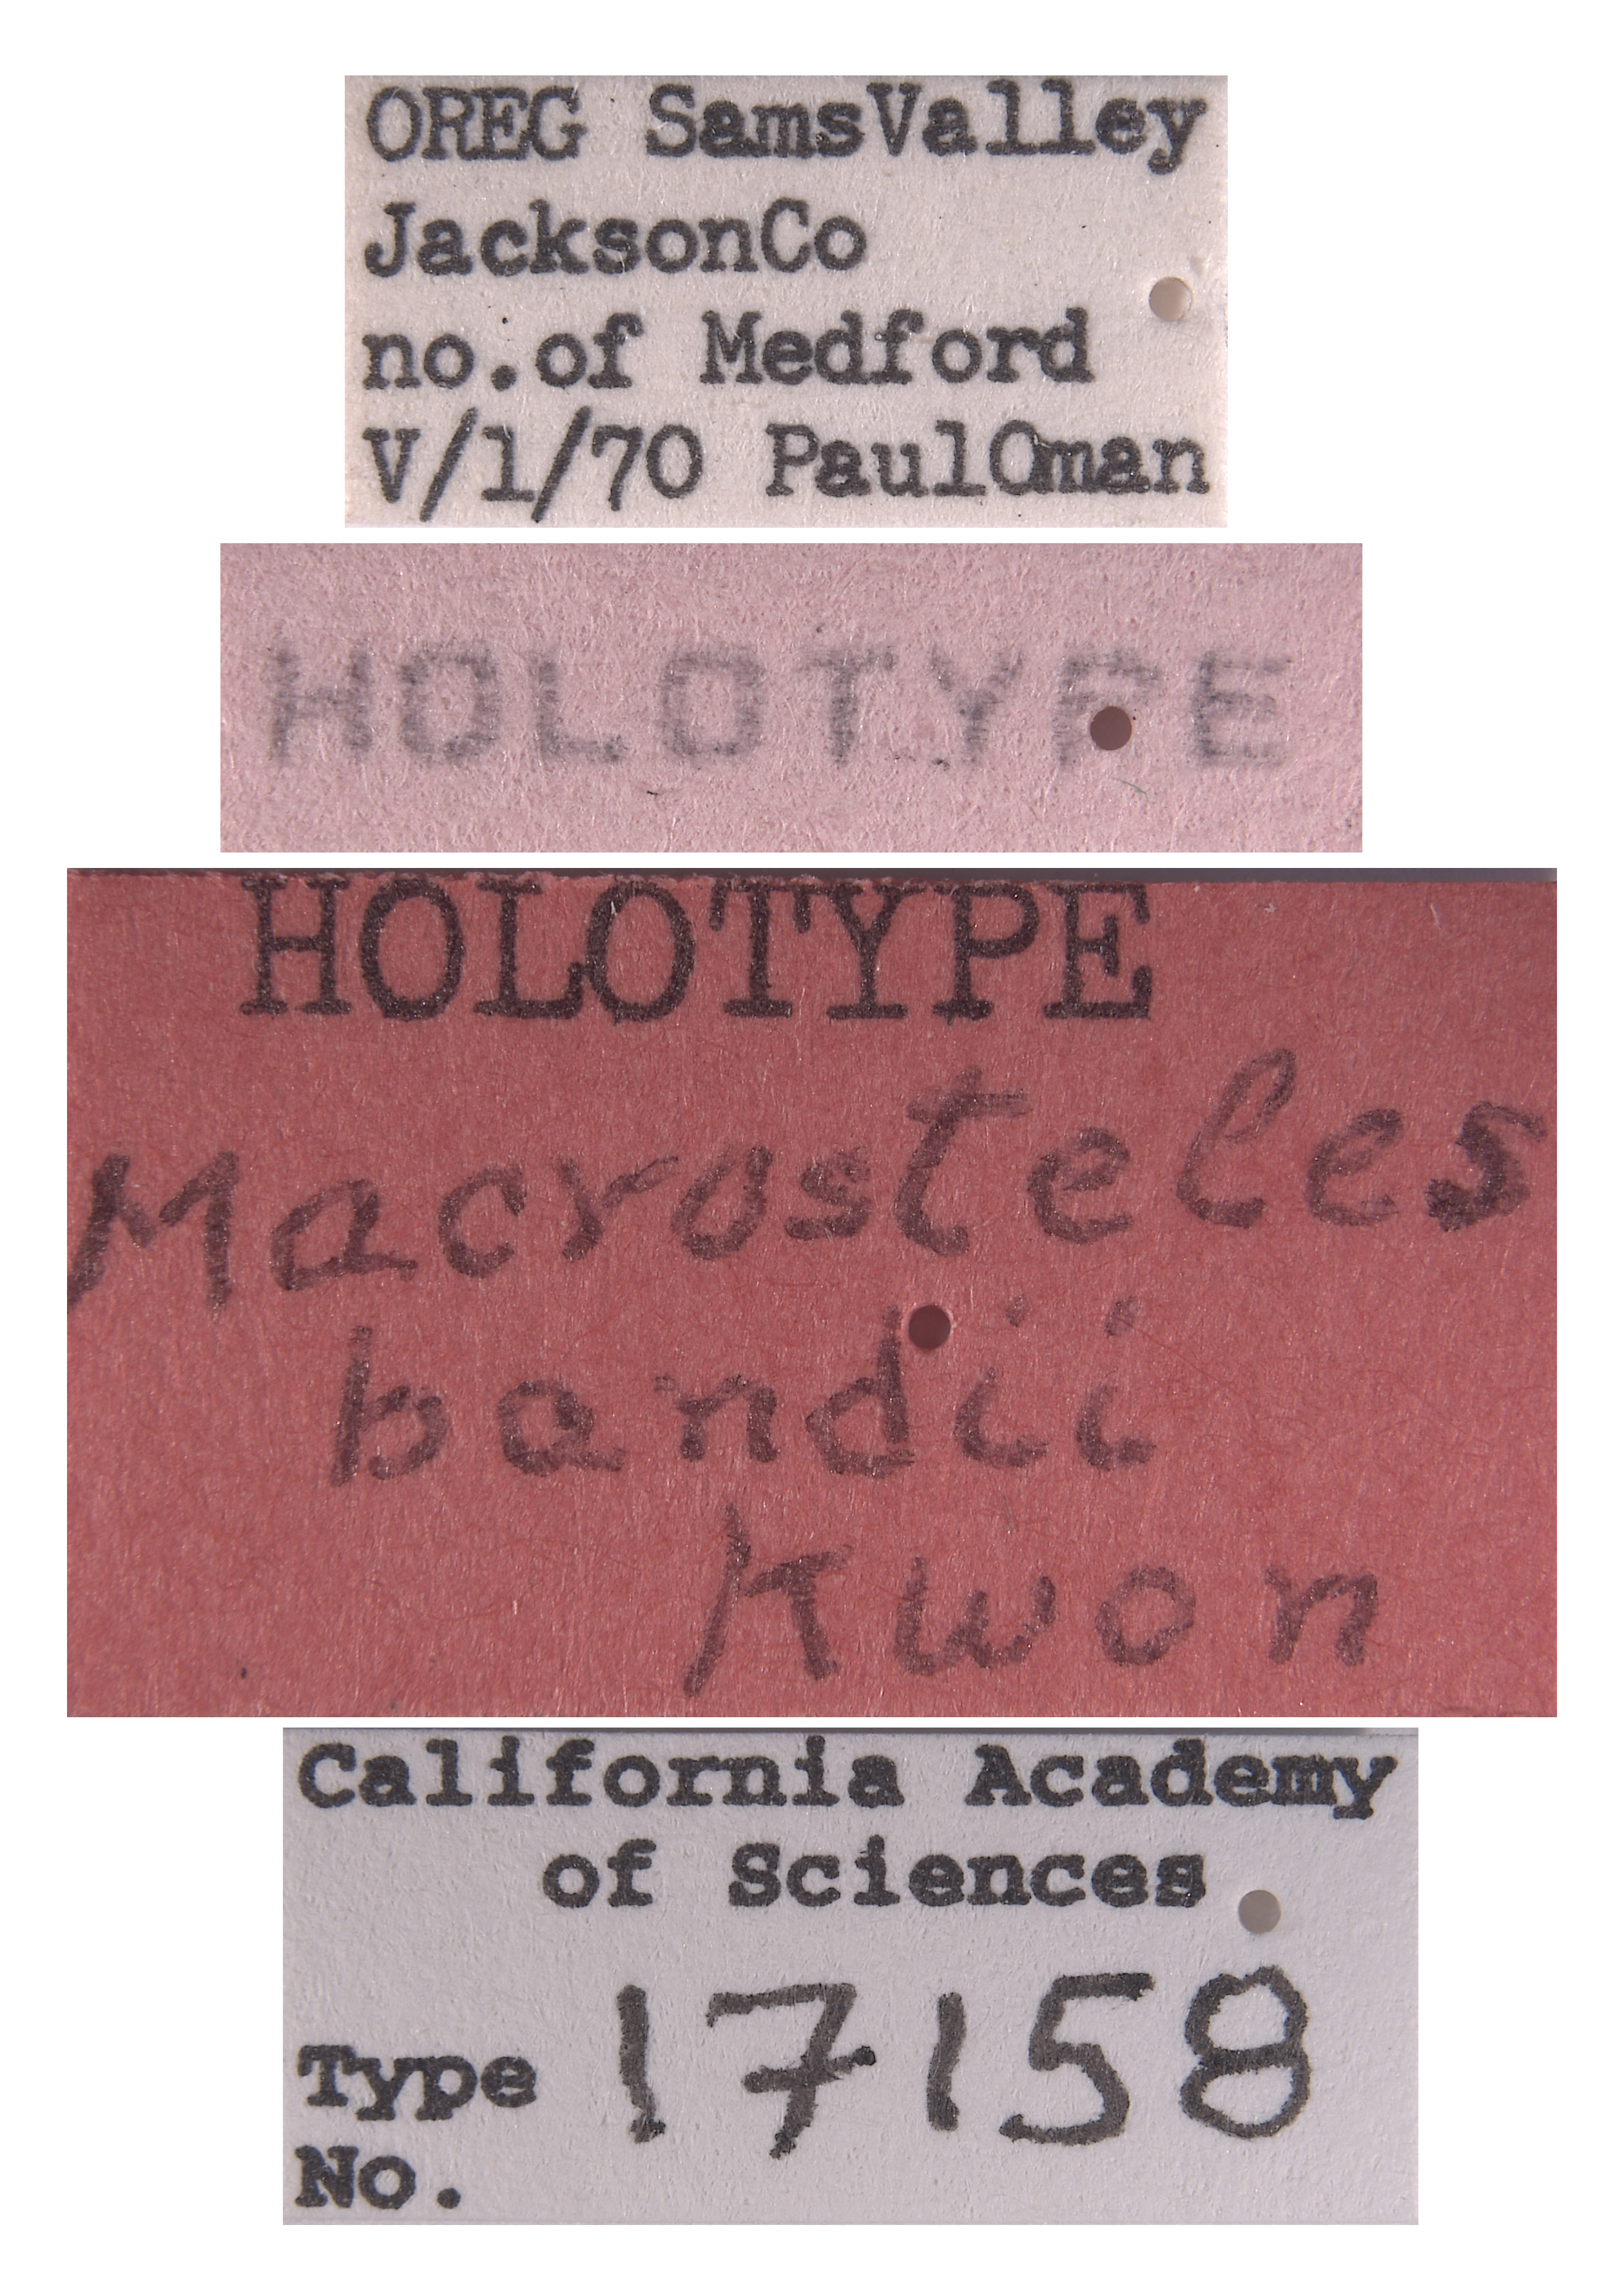 OREG SamsValley
JacksonCo
no.of Medford
V/1/70 PaulOman
HOLOTYPE
HOLOTYPE
Macrosteles
bandii
Kwon
California Academy
of Sciences
Type 17158
No.